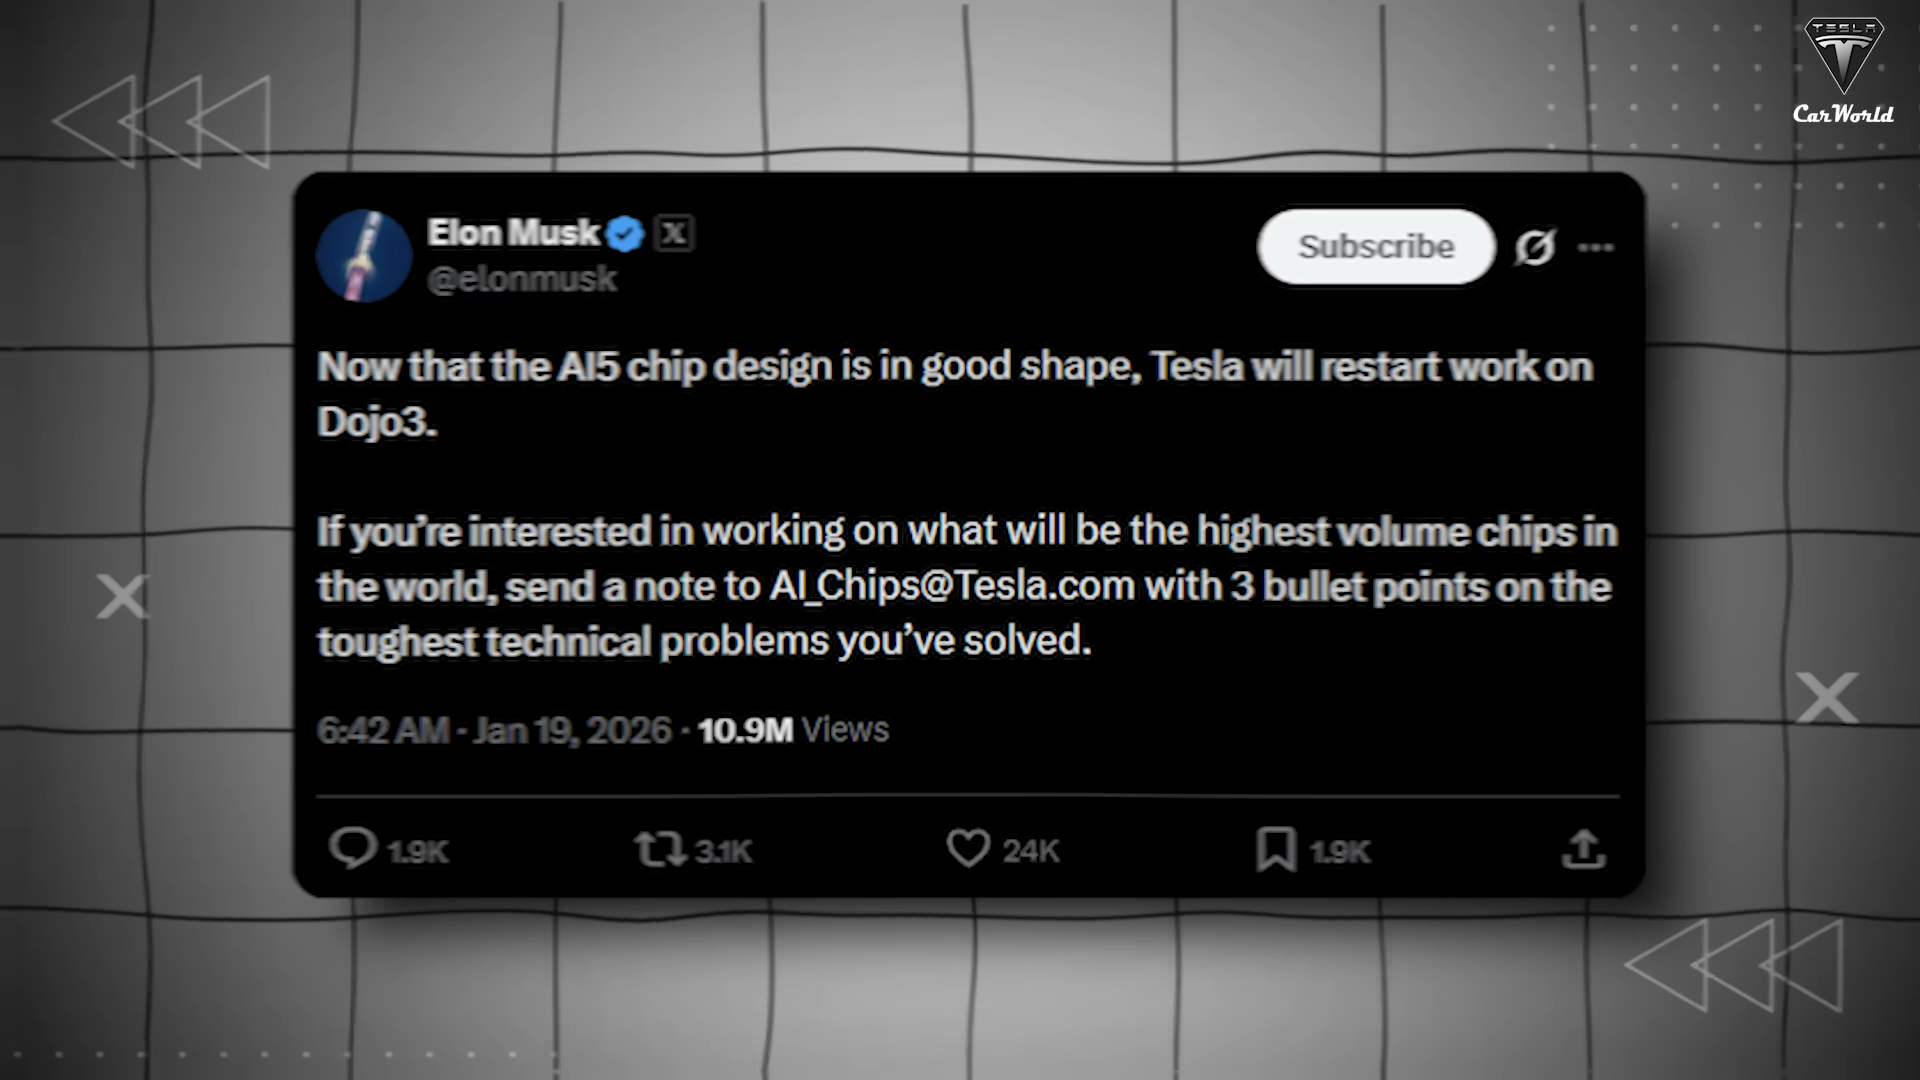 TESLA
CarWorld
Elon Musk
@elonmusk
Subscribe
Now that the AI5 chip design is in good shape, Tesla will restart work on
Dojo3.
If you’re interested in working on what will be the highest volume chips in
the world, send a note to AI_Chips@Tesla.com with 3 bullet points on the
toughest technical problems you’ve solved.
6:42 AM · Jan 19, 2026 · 10.9M Views
1.9K 3.1K 24K 1.9K